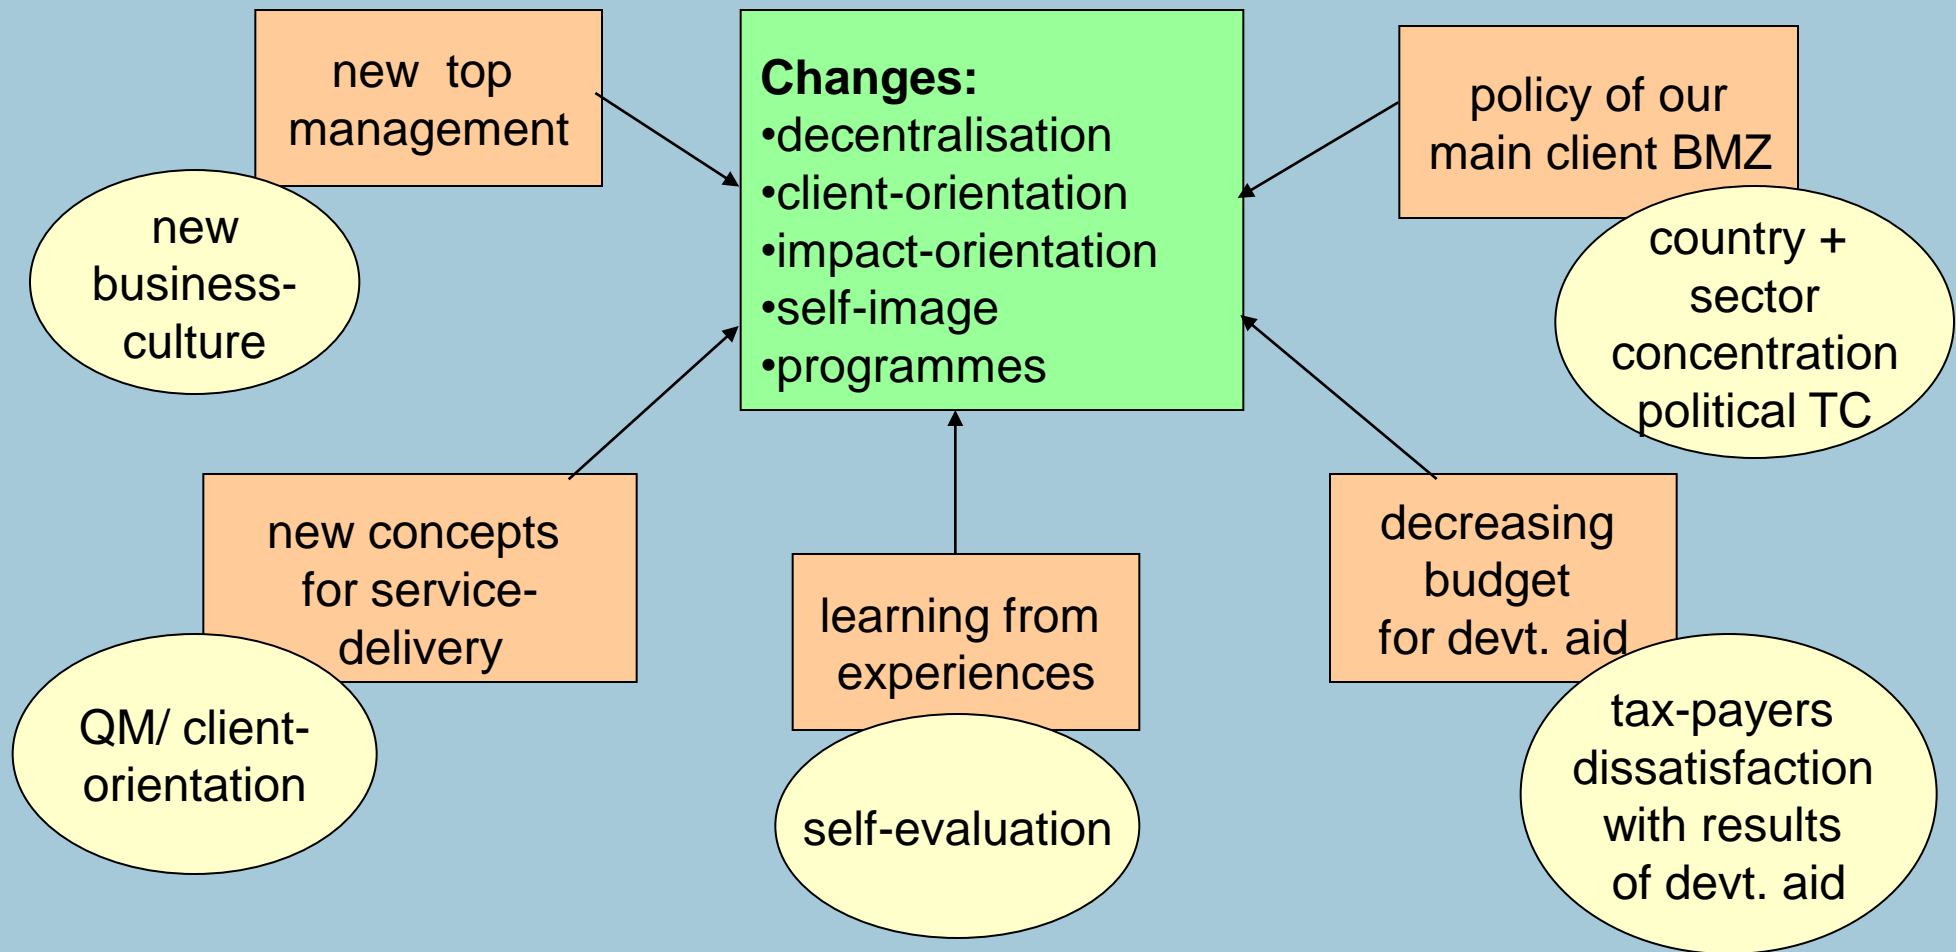 new top
management
new
business-
culture
Changes:
•decentralisation
•client-orientation
•impact-orientation
•self-image
•programmes
policy of our
main client BMZ
country +
sector
concentration
political TC
new concepts
for service-
delivery
QM/ client-
orientation
learning from
experiences
self-evaluation
decreasing
budget
for devt. aid
tax-payers
dissatisfaction
with results
of devt. aid